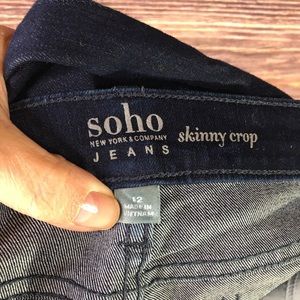 soho
NEW YORK & COMPANY
JEANS
skinny crop
12
MADE IN
VIETNAM